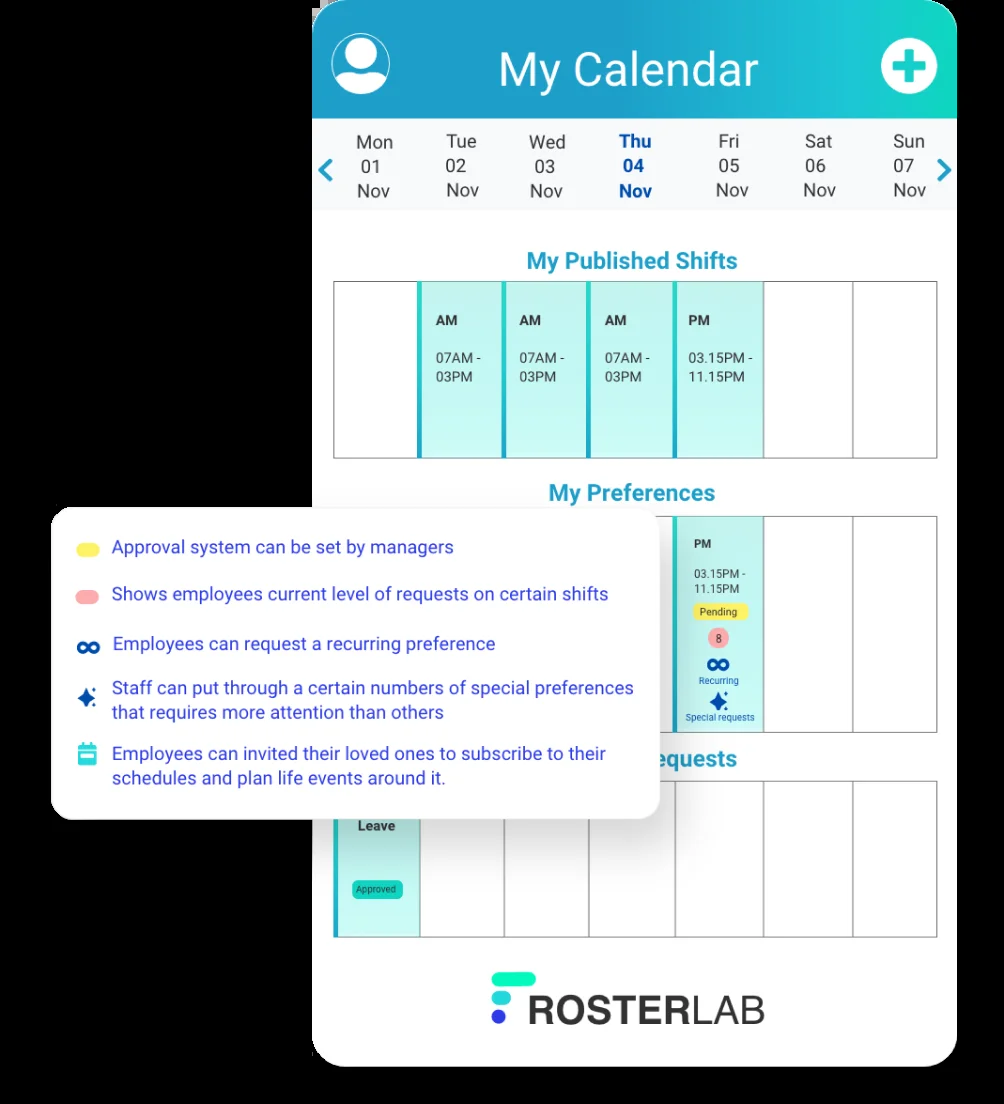 My Calendar
Mon Tue Wed Thu Fri Sat Sun
01 02 03 04 05 06 07
Nov Nov Nov Nov Nov Nov Nov
My Published Shifts
AM AM AM PM
07AM - 07AM - 07AM - 03.15PM -
03PM 03PM 03PM 11.15PM
My Preferences
PM
03.15PM -
11.15PM
Pending
8
Recurring
Special requests
Approval system can be set by managers
Shows employees current level of requests on certain shifts
Employees can request a recurring preference
Staff can put through a certain numbers of special preferences
that requires more attention than others
Employees can invited their loved ones to subscribe to their
schedules and plan life events around it.
equests
Leave
Approved
ROSTERLAB